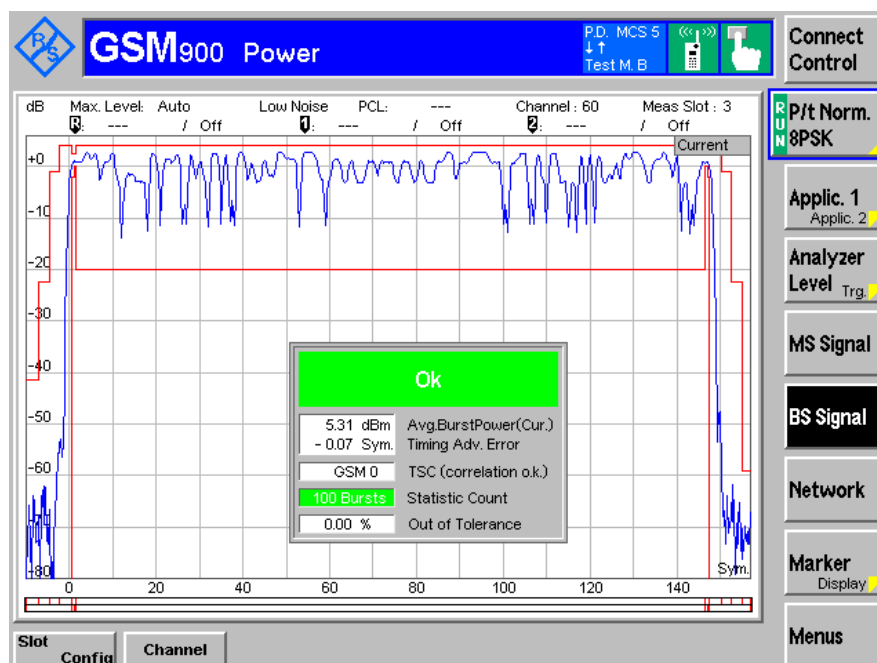 R/S
GSM900 Power
P.D. MCS 5
Test M. B
Connect Control
dB Max. Level: Auto Low Noise PCL: --- Channel : 60 Meas Slot : 3
R: --- / Off 1: --- / Off 2: --- / Off
Current
RUN
P/t Norm.
8PSK
Applic. 1
Applic. 2
Analyzer
Level Trg.
MS Signal
BS Signal
Network
Marker
Display
Menus
+0
-10
-20
-30
-40
-50
-60
-80
Ok
5.31 dBm Avg.BurstPower(Cur.)
- 0.07 Sym. Timing Adv. Error
GSM 0 TSC (correlation o.k.)
100 Bursts Statistic Count
0.00 % Out of Tolerance
Sym.
0 20 40 60 80 100 120 140
Slot
Config
Channel